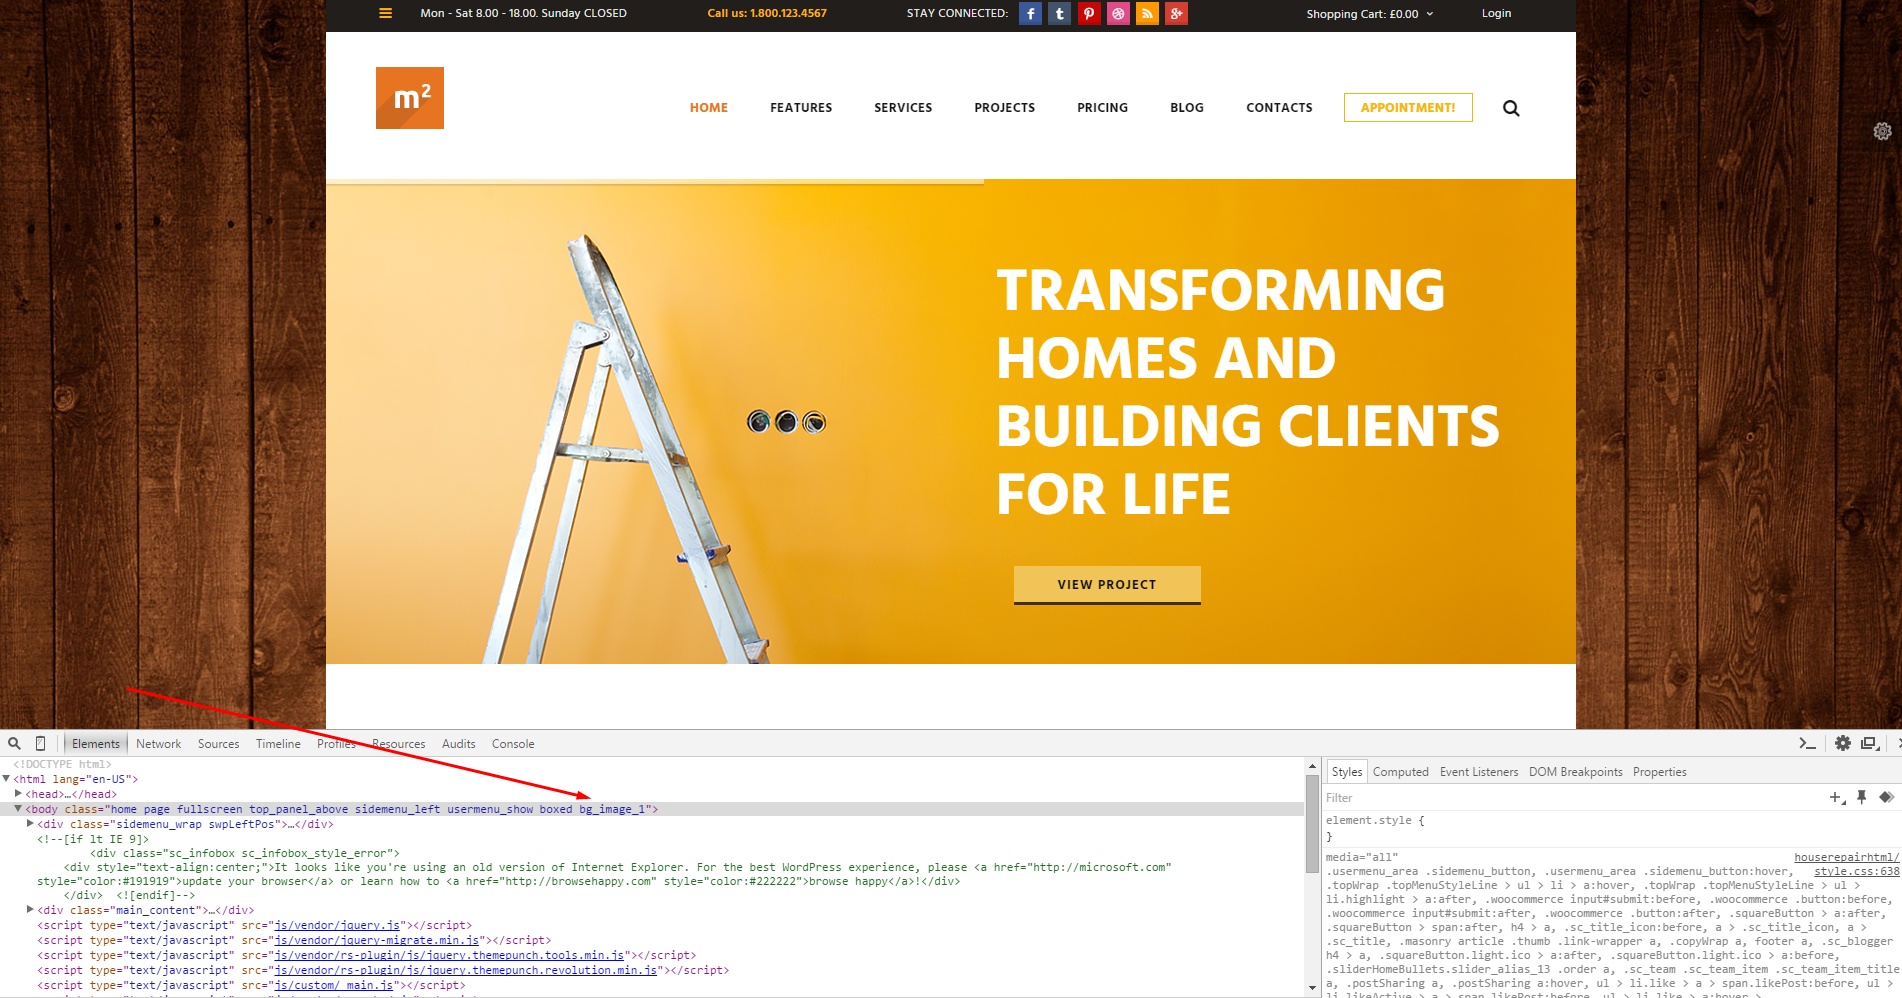 Mon - Sat 8.00 - 18.00. Sunday CLOSED
Call us: 1.800.123.4567
STAY CONNECTED:
f t g+
Shopping Cart: £0.00
Login
m²
HOME FEATURES SERVICES PROJECTS PRICING BLOG CONTACTS APPOINTMENT!
TRANSFORMING
HOMES AND
BUILDING CLIENTS
FOR LIFE
VIEW PROJECT
Elements Network Sources Timeline Profiles Resources Audits Console
<!DOCTYPE html>
<html lang="en-US">
<head>…</head>
<body class="home page fullscreen top_panel_above sidemenu_left usermenu_show boxed bg_image_1">
<div class="sidemenu_wrap swpLeftPos">…</div>
<!--[if lt IE 9]>
<div class="sc_infobox sc_infobox_style_error">
<div style="text-align:center;">It looks like you're using an old version of Internet Explorer. For the best WordPress experience, please <a href="http://microsoft.com"
style="color:#191919">update your browser</a> or learn how to <a href="http://browsehappy.com" style="color:#222222">browse happy</a>!</div>
</div> <![endif]-->
<div class="main_content">…</div>
<script type="text/javascript" src="js/vendor/jquery.js"></script>
<script type="text/javascript" src="js/vendor/jquery-migrate.min.js"></script>
<script type="text/javascript" src="js/vendor/rs-plugin/js/jquery.themepunch.tools.min.js"></script>
<script type="text/javascript" src="js/vendor/rs-plugin/js/jquery.themepunch.revolution.min.js"></script>
<script type="text/javascript" src="js/custom/_main.js"></script>
Styles Computed Event Listeners DOM Breakpoints Properties
Filter
element.style {
}
media="all" houserepairhtml/
.usermenu_area .sidemenu_button, .usermenu_area .sidemenu_button:hover, style.css:638
.topWrap .topMenuStyleLine > ul > li > a:hover, .topWrap .topMenuStyleLine > ul >
li.highlight > a:after, .woocommerce input#submit:before, .woocommerce .button:before,
.woocommerce input#submit:after, .woocommerce .button:after, .squareButton > a:after,
.squareButton > span:after, h4 > a, .sc_title_icon:before, a > .sc_title_icon, a >
.sc_title, .masonry article .thumb .link-wrapper a, .copyWrap a, footer a, .sc_blogger
h4 > a, .squareButton.light.ico > a:after, .squareButton.light.ico > a:before,
.sliderHomeBullets.slider_alias_13 .order a, .sc_team .sc_team_item .sc_team_item_title
a, .postSharing a, .postSharing a:hover, ul > li.like > a > span.likePost:before, ul >
li.likeActive > a > span.likePost:before, ul > li.like > a:hover >